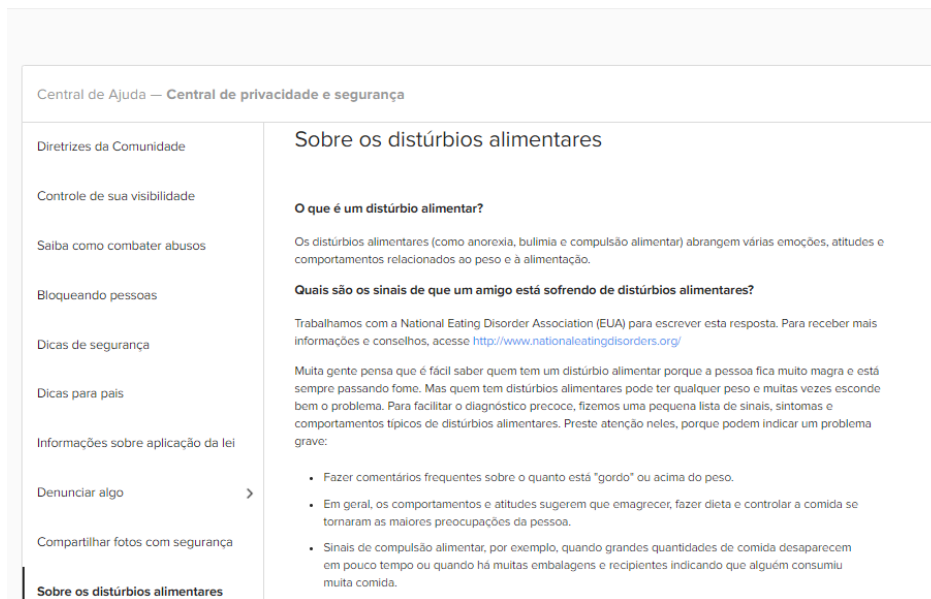 Central de Ajuda — Central de privacidade e segurança
Diretrizes da Comunidade
Controle de sua visibilidade
Saiba como combater abusos
Bloqueando pessoas
Dicas de segurança
Dicas para pais
Informações sobre aplicação da lei
Denunciar algo
Compartilhar fotos com segurança
Sobre os distúrbios alimentares
Sobre os distúrbios alimentares
O que é um distúrbio alimentar?
Os distúrbios alimentares (como anorexia, bulimia e compulsão alimentar) abrangem várias emoções, atitudes e
comportamentos relacionados ao peso e à alimentação.
Quais são os sinais de que um amigo está sofrendo de distúrbios alimentares?
Trabalhamos com a National Eating Disorder Association (EUA) para escrever esta resposta. Para receber mais
informações e conselhos, acesse http://www.nationaleatingdisorders.org/
Muita gente pensa que é fácil saber quem tem um distúrbio alimentar porque a pessoa fica muito magra e está
sempre passando fome. Mas quem tem distúrbios alimentares pode ter qualquer peso e muitas vezes esconde
bem o problema. Para facilitar o diagnóstico precoce, fizemos uma pequena lista de sinais, sintomas e
comportamentos típicos de distúrbios alimentares. Preste atenção neles, porque podem indicar um problema
grave:
• Fazer comentários frequentes sobre o quanto está "gordo" ou acima do peso.
• Em geral, os comportamentos e atitudes sugerem que emagrecer, fazer dieta e controlar a comida se
tornaram as maiores preocupações da pessoa.
• Sinais de compulsão alimentar, por exemplo, quando grandes quantidades de comida desaparecem
em pouco tempo ou quando há muitas embalagens e recipientes indicando que alguém consumiu
muita comida.